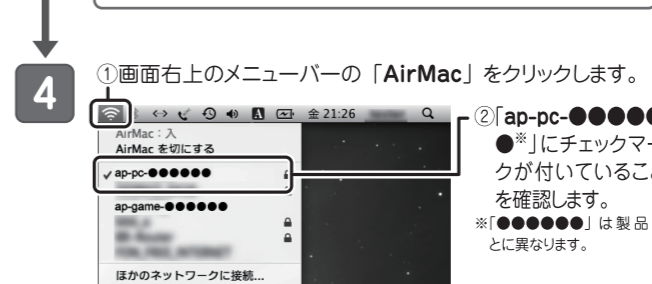 4
①画面右上のメニューバーの「AirMac」をクリックします。
金 21:26
AirMac：入
AirMac を切にする
✓ ap-pc-●●●●●●
ap-game-●●●●●●
ほかのネットワークに接続...
②「ap-pc-●●●●●
●※」にチェックマー
クが付いているこ
を確認します。
※「●●●●●●」は製品
とに異なります。